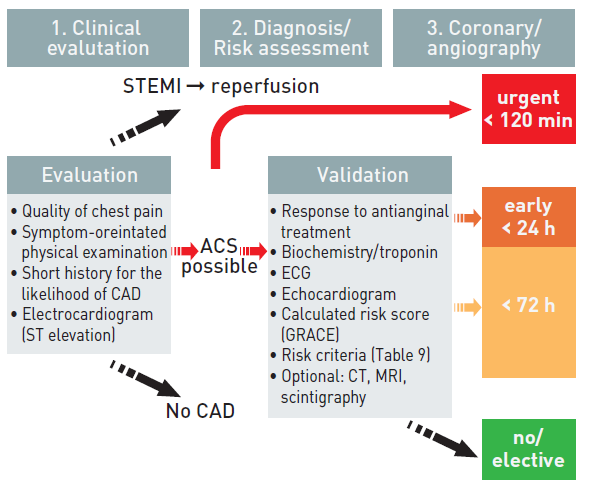 1. Clinical
evalutation
2. Diagnosis/
Risk assessment
3. Coronary/
angiography
STEMI → reperfusion
urgent
< 120 min
Evaluation
• Quality of chest pain
• Symptom-oreintated
physical examination
• Short history for the
likelihood of CAD
• Electrocardiogram
(ST elevation)
ACS
possible
No CAD
Validation
• Response to antianginal
treatment
• Biochemistry/troponin
• ECG
• Echocardiogram
• Calculated risk score
(GRACE)
• Risk criteria (Table 9)
• Optional: CT, MRI,
scintigraphy
early
< 24 h
< 72 h
no/
elective